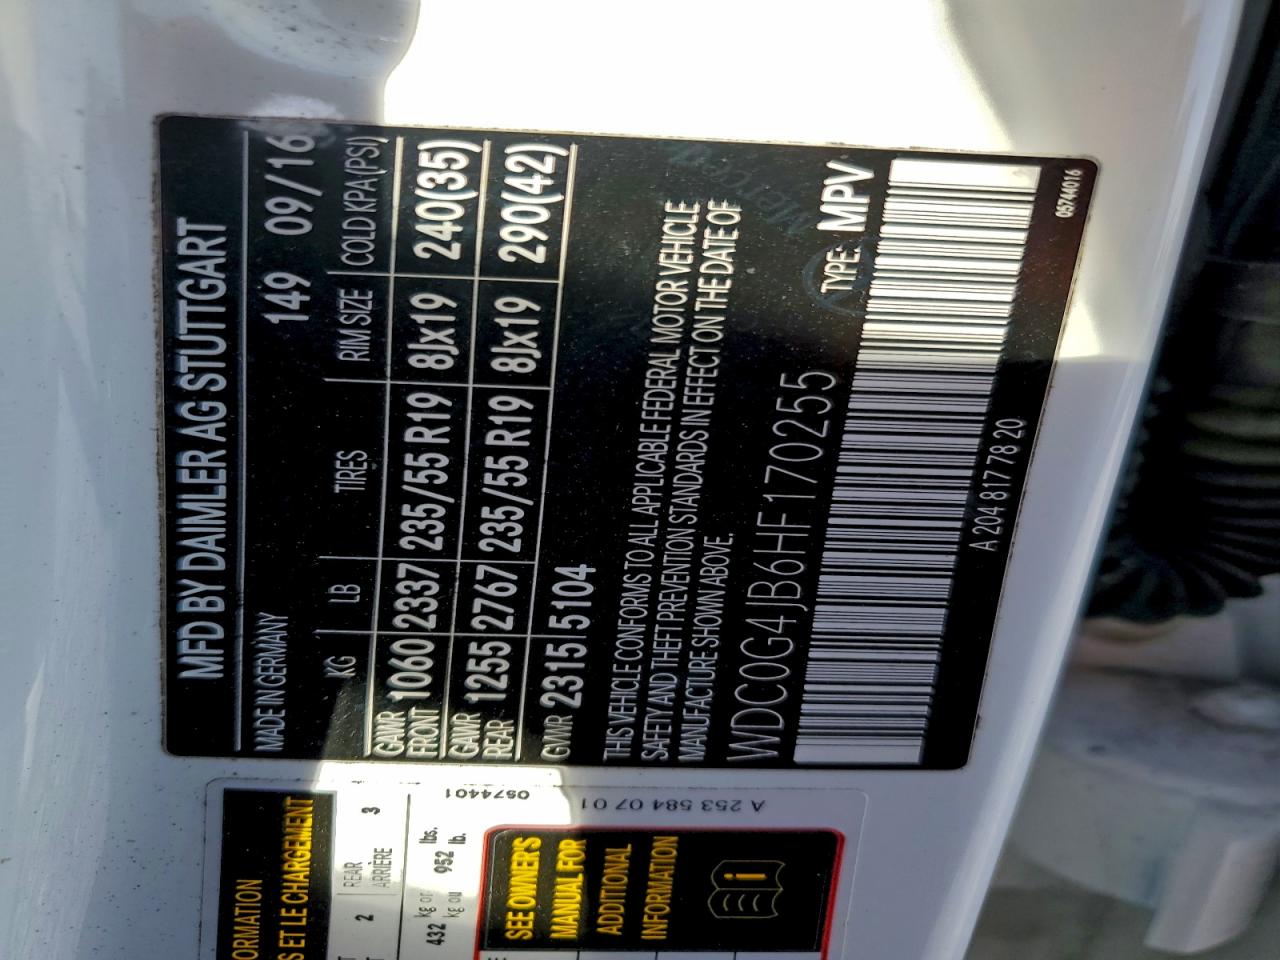 MFD BY DAIMLER AG STUTTGART
MADE IN GERMANY 149 09/16
KG LB TIRES RIM SIZE COLD KPA(PSI)
GAWR FRONT 1060 2337 235/55 R19 8Jx19 240(35)
GAWR REAR 1255 2767 235/55 R19 8Jx19 290(42)
GVWR 2315 5104
THIS VEHICLE CONFORMS TO ALL APPLICABLE FEDERAL MOTOR VEHICLE
SAFETY AND THEFT PREVENTION STANDARDS IN EFFECT ON THE DATE OF
MANUFACTURE SHOWN ABOVE.
WDC0G4JB6HF170255 TYPE: MPV
A 204 817 78 20
05744016
ORMATION
S ET LE CHARGEMENT
2 REAR ARRIÈRE 3
432 kg or kg ou 952 lbs. lb.
0574401
A 253 584 07 01
SEE OWNER'S
MANUAL FOR
ADDITIONAL
INFORMATION